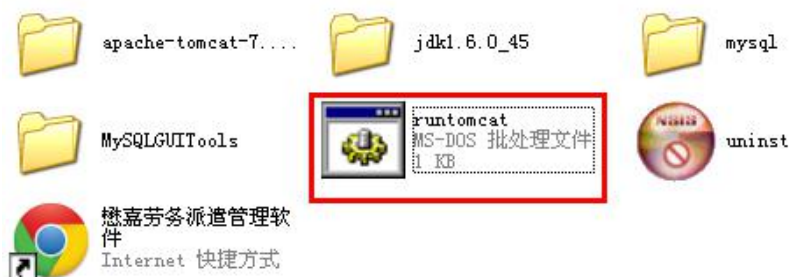 apache-tomcat-7....
jdk1.6.0_45
mysql
MySQLGUITools
runtomcat
MS-DOS 批处理文件
1 KB
NSIS
uninst
懋嘉劳务派遣管理软
件
Internet 快捷方式